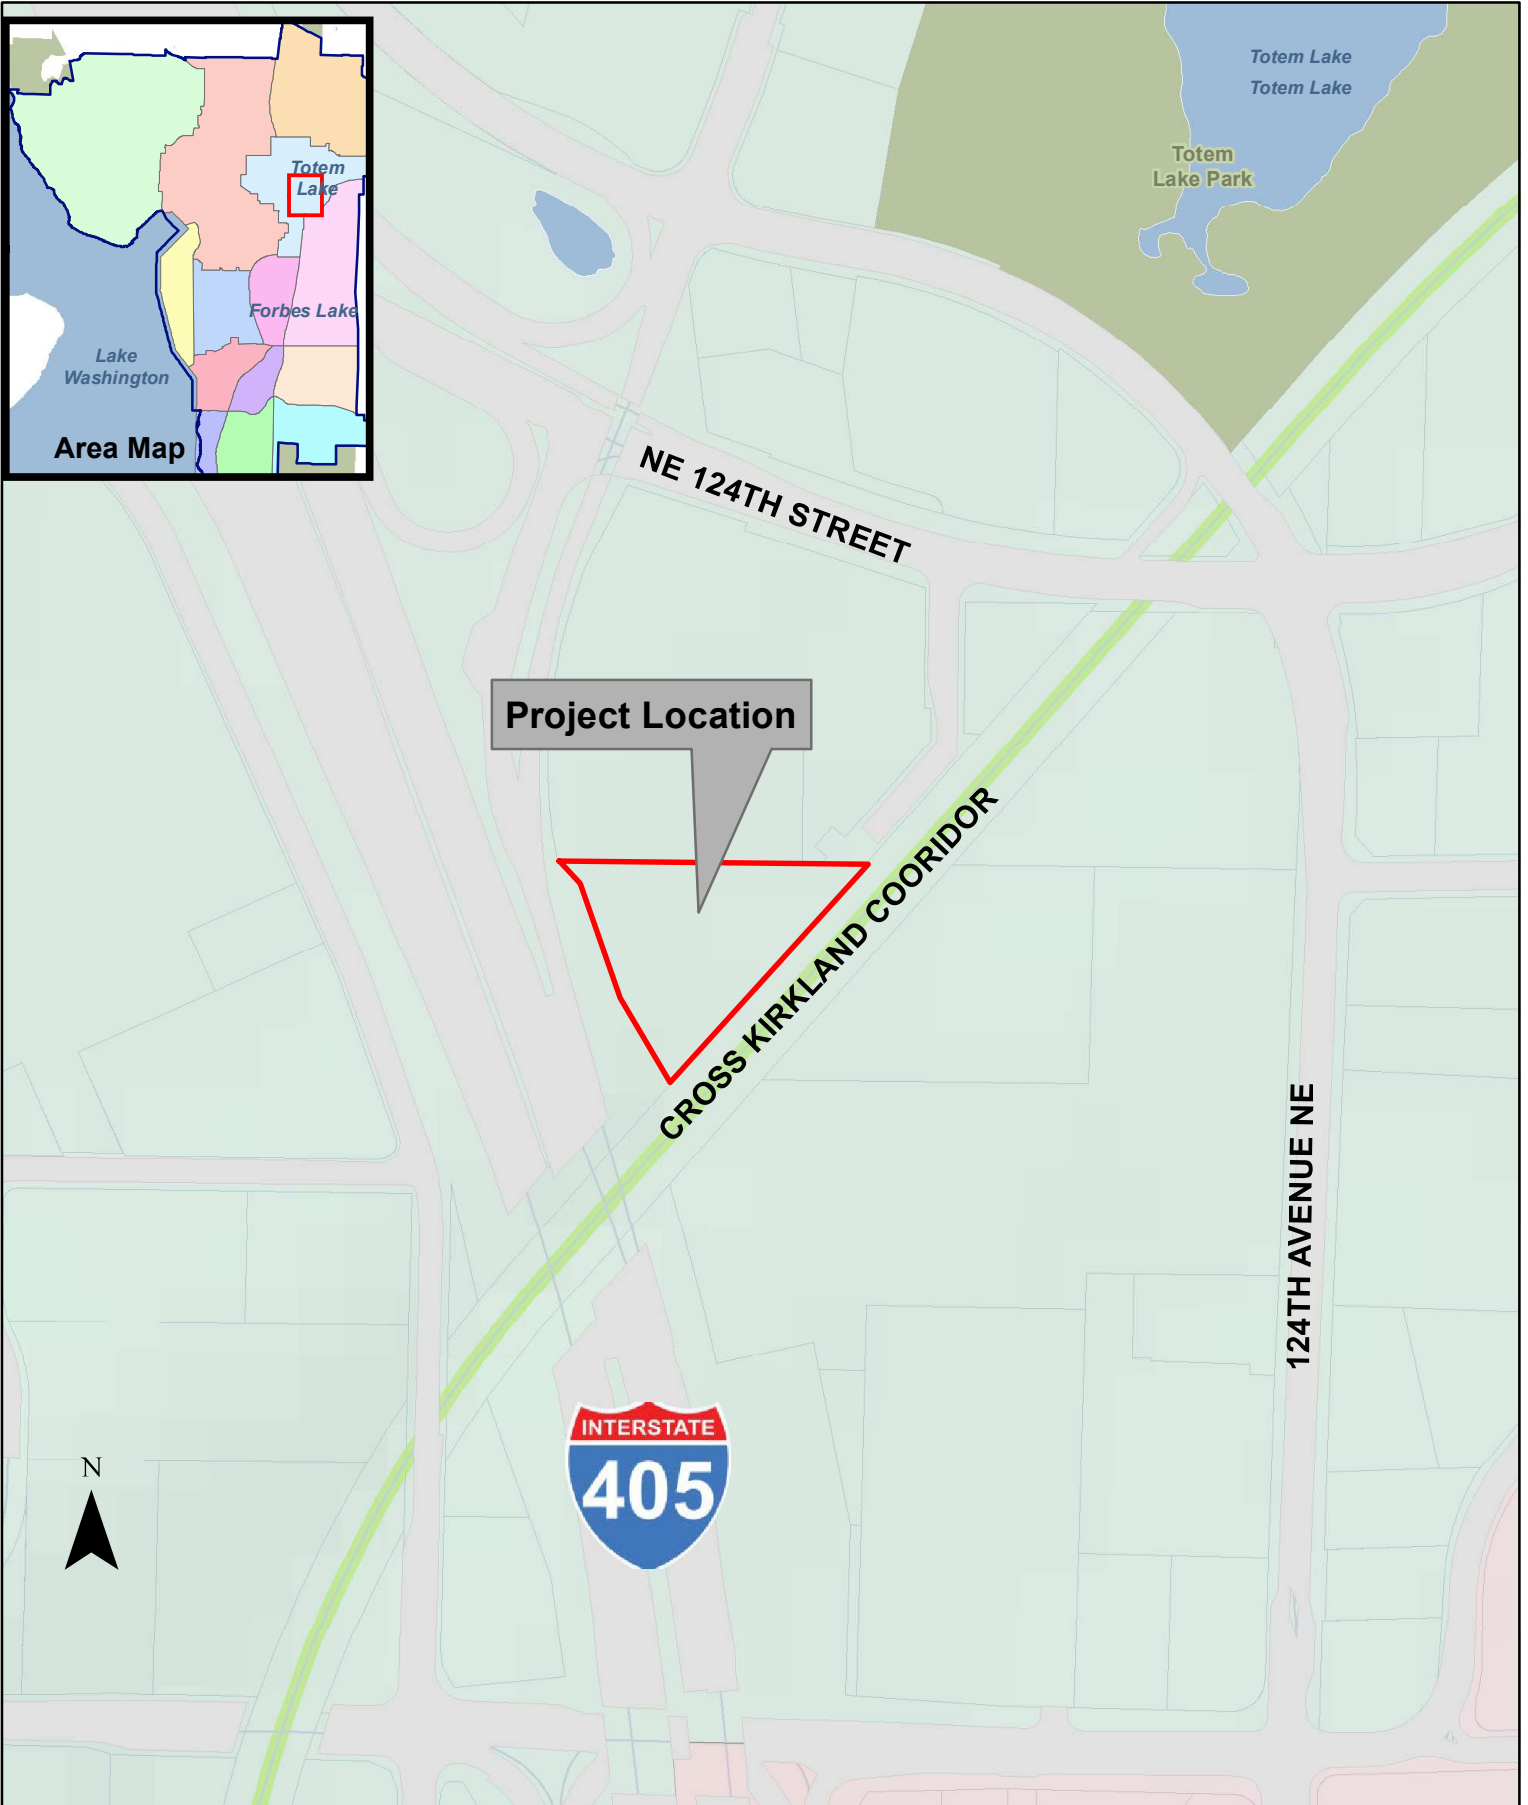 Totem Lake
Totem Lake
Totem
Lake Park
Totem
Lake
Forbes Lake
Lake
Washington
Area Map
NE 124TH STREET
Project Location
CROSS KIRKLAND COORIDOR
124TH AVENUE NE
INTERSTATE
405
N